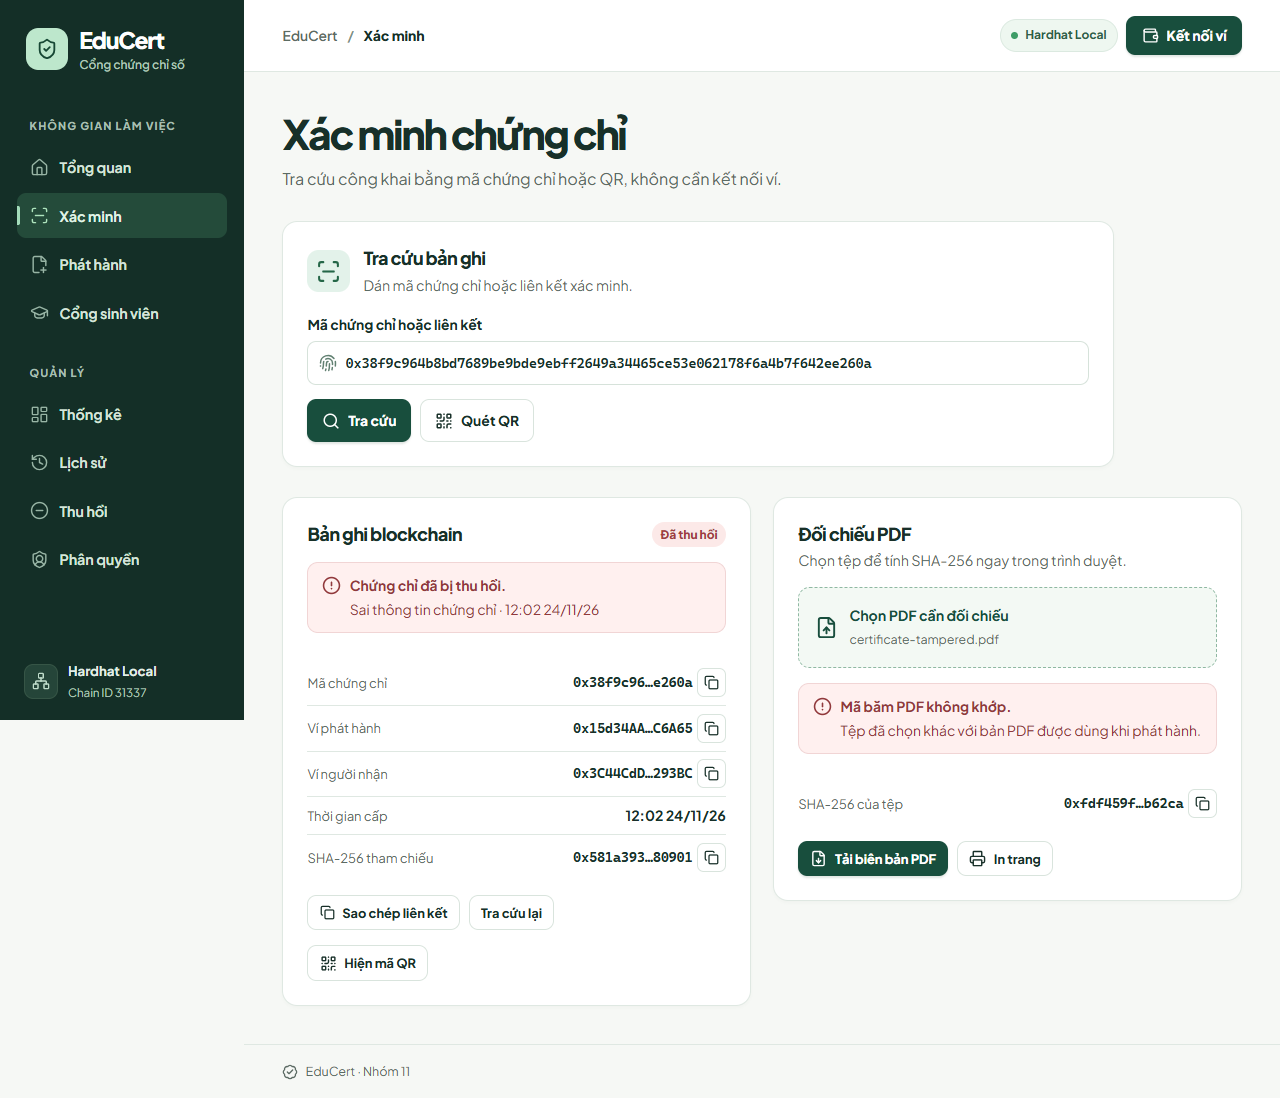 EduCert
Cổng chứng chỉ số
KHÔNG GIAN LÀM VIỆC
Tổng quan
Xác minh
Phát hành
Cổng sinh viên
QUẢN LÝ
Thống kê
Lịch sử
Thu hồi
Phân quyền
Hardhat Local
Chain ID 31337
EduCert / Xác minh
Hardhat Local
Kết nối ví
Xác minh chứng chỉ
Tra cứu công khai bằng mã chứng chỉ hoặc QR, không cần kết nối ví.
Tra cứu bản ghi
Dán mã chứng chỉ hoặc liên kết xác minh.
Mã chứng chỉ hoặc liên kết
0x38f9c964b8bd7689be9bde9ebff2649a34465ce53e062178f6a4b7f642ee260a
Tra cứu
Quét QR
Bản ghi blockchain
Đã thu hồi
Chứng chỉ đã bị thu hồi.
Sai thông tin chứng chỉ · 12:02 24/11/26
Mã chứng chỉ 0x38f9c96…e260a
Ví phát hành 0x15d34AA…C6A65
Ví người nhận 0x3C44CdD…293BC
Thời gian cấp 12:02 24/11/26
SHA-256 tham chiếu 0x581a393…80901
Sao chép liên kết
Tra cứu lại
Hiện mã QR
Đối chiếu PDF
Chọn tệp để tính SHA-256 ngay trong trình duyệt.
Chọn PDF cần đối chiếu
certificate-tampered.pdf
Mã băm PDF không khớp.
Tệp đã chọn khác với bản PDF được dùng khi phát hành.
SHA-256 của tệp 0xfdf459f…b62ca
Tải biên bản PDF
In trang
EduCert · Nhóm 11